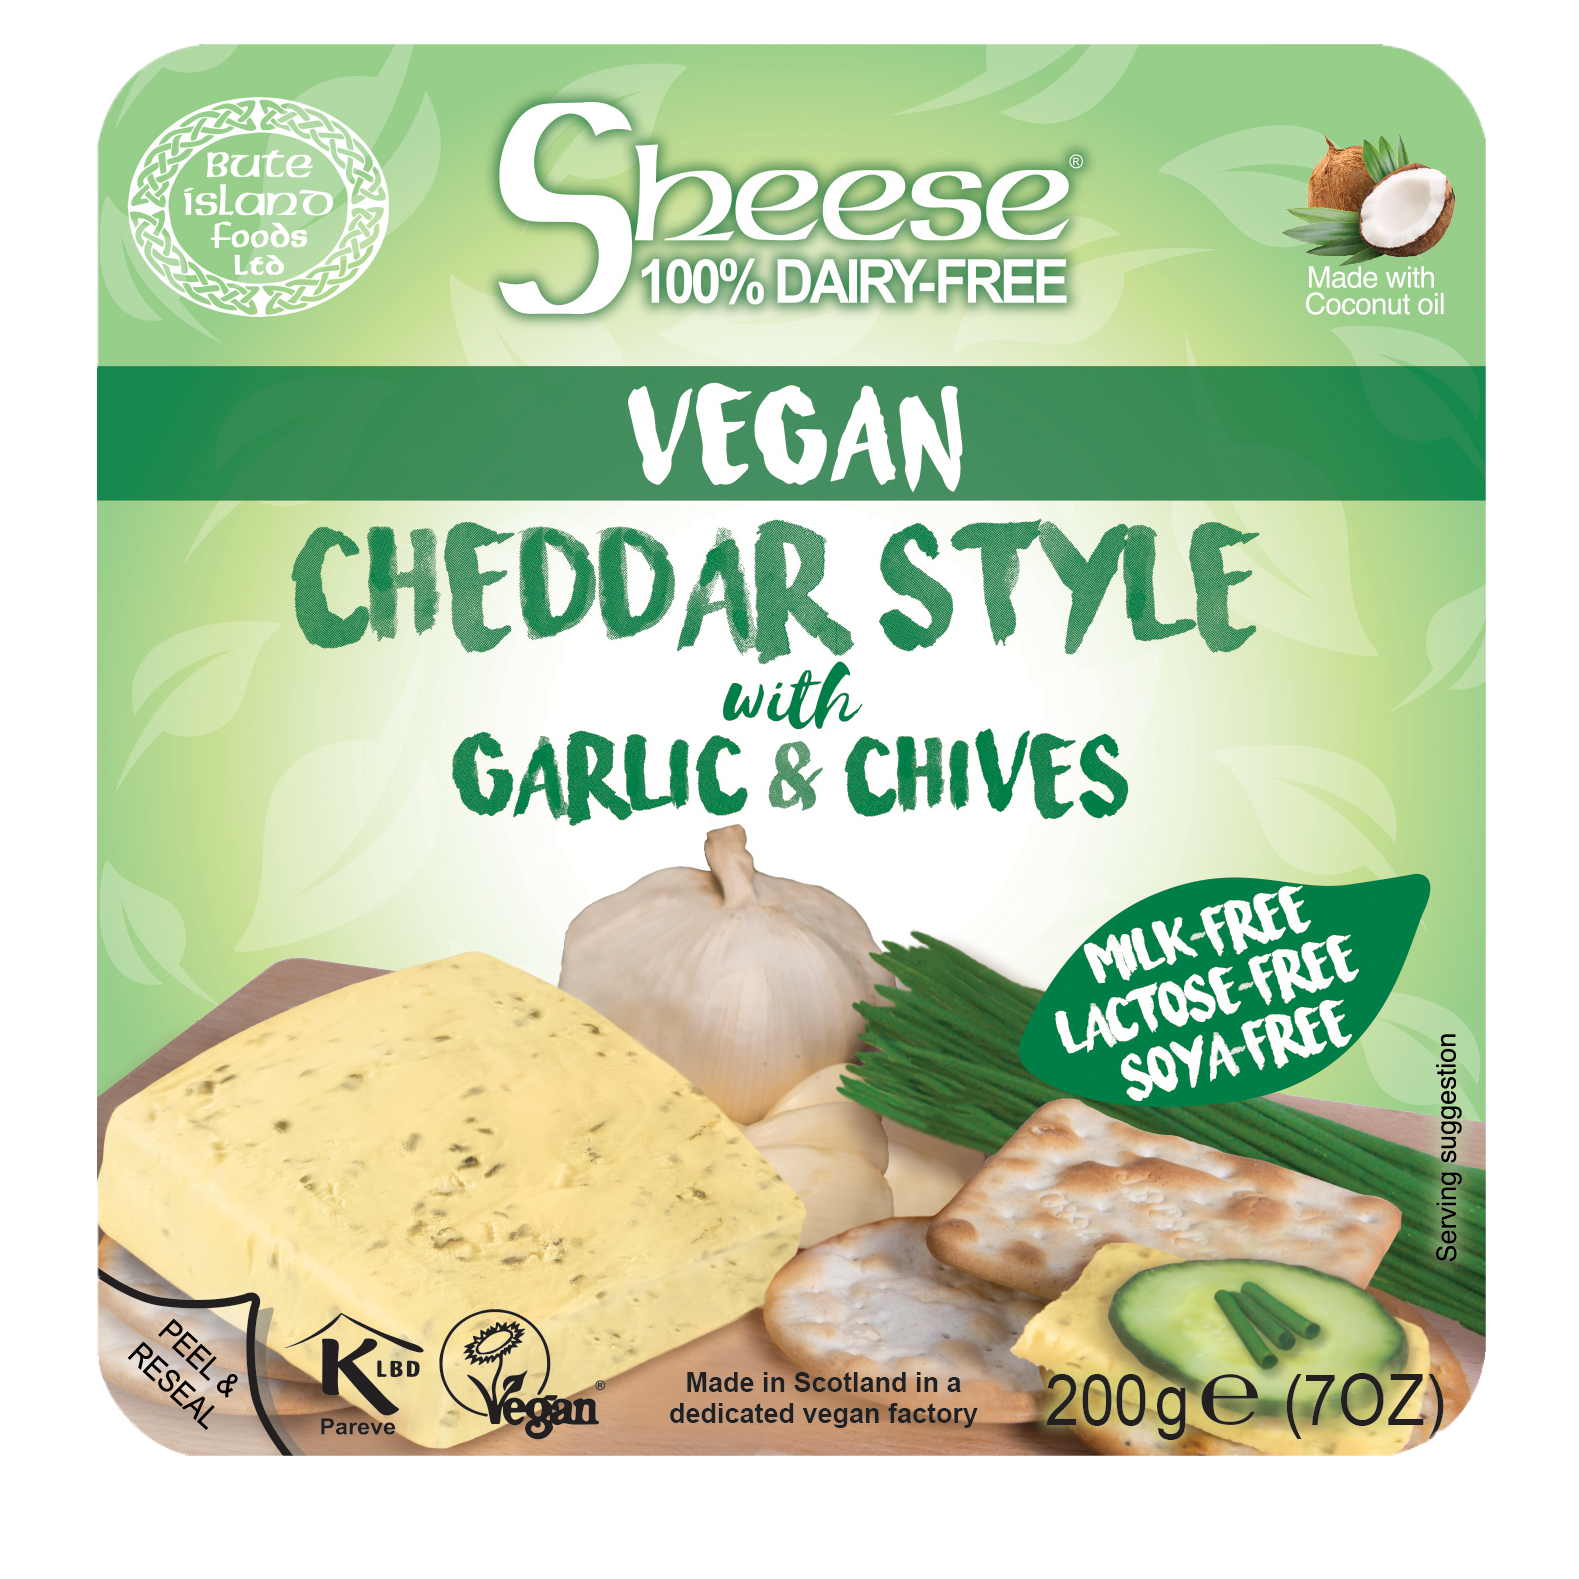 Bute
island
foods
Ltd
Sheese®
100% DAIRY-FREE
Made with
Coconut oil
VEGAN
CHEDDAR STYLE
with
GARLIC & CHIVES
MILK-FREE
LACTOSE-FREE
SOYA-FREE
Serving suggestion
PEEL &
RESEAL
K LBD
Pareve
Vegan®
Made in Scotland in a
dedicated vegan factory
200g℮ (7OZ)